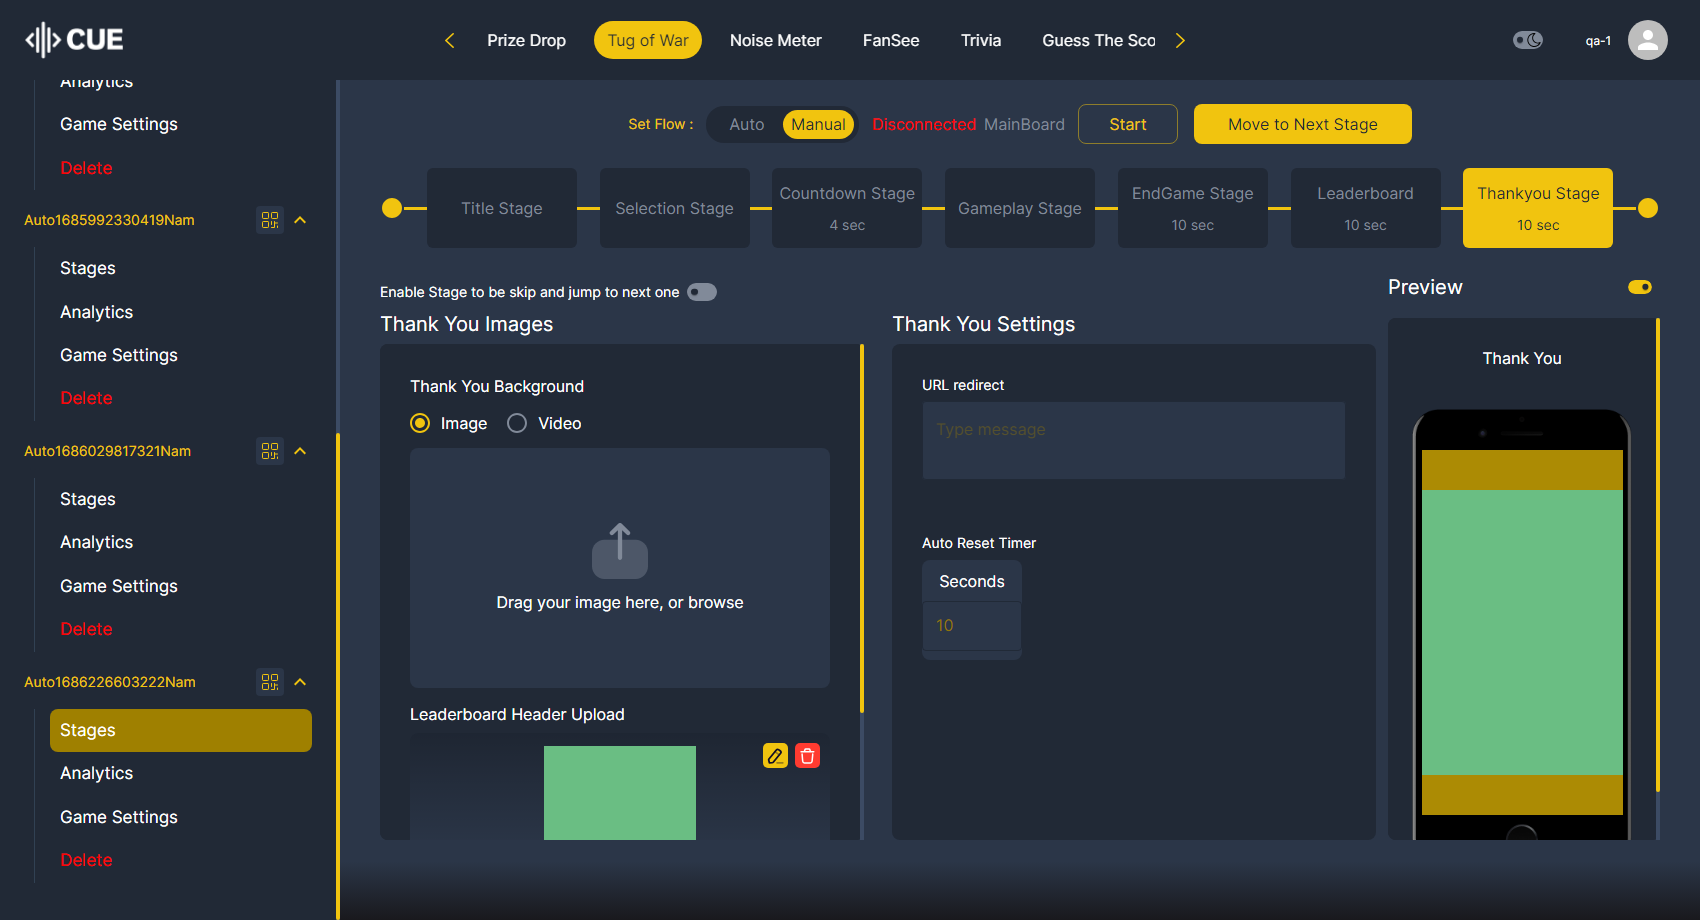 CUE
Prize Drop
Tug of War
Noise Meter
FanSee
Trivia
Guess The Sco
qa-1
Analytics
Game Settings
Delete
Auto1685992330419Nam
Stages
Analytics
Game Settings
Delete
Auto1686029817321Nam
Stages
Analytics
Game Settings
Delete
Auto1686226603222Nam
Stages
Analytics
Game Settings
Delete
Set Flow :
Auto
Manual
Disconnected MainBoard
Start
Move to Next Stage
Title Stage
Selection Stage
Countdown Stage
4 sec
Gameplay Stage
EndGame Stage
10 sec
Leaderboard
10 sec
Thankyou Stage
10 sec
Enable Stage to be skip and jump to next one
Thank You Images
Thank You Background
Image
Video
Drag your image here, or browse
Leaderboard Header Upload
Thank You Settings
URL redirect
Type message
Auto Reset Timer
Seconds
10
Preview
Thank You